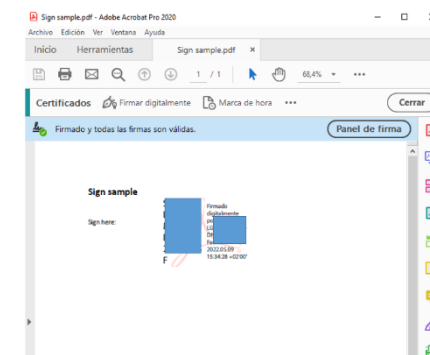 Sign sample.pdf - Adobe Acrobat Pro 2020
Archivo Edición Ver Ventana Ayuda
Inicio Herramientas Sign sample.pdf ×
1 / 1 68,4%
Certificados Firmar digitalmente Marca de hora Cerrar
Firmado y todas las firmas son válidas. Panel de firma
Sign sample
Sign here:
Firmado
digitalmente
2022.05.09
15:34:28 +02'00'
F